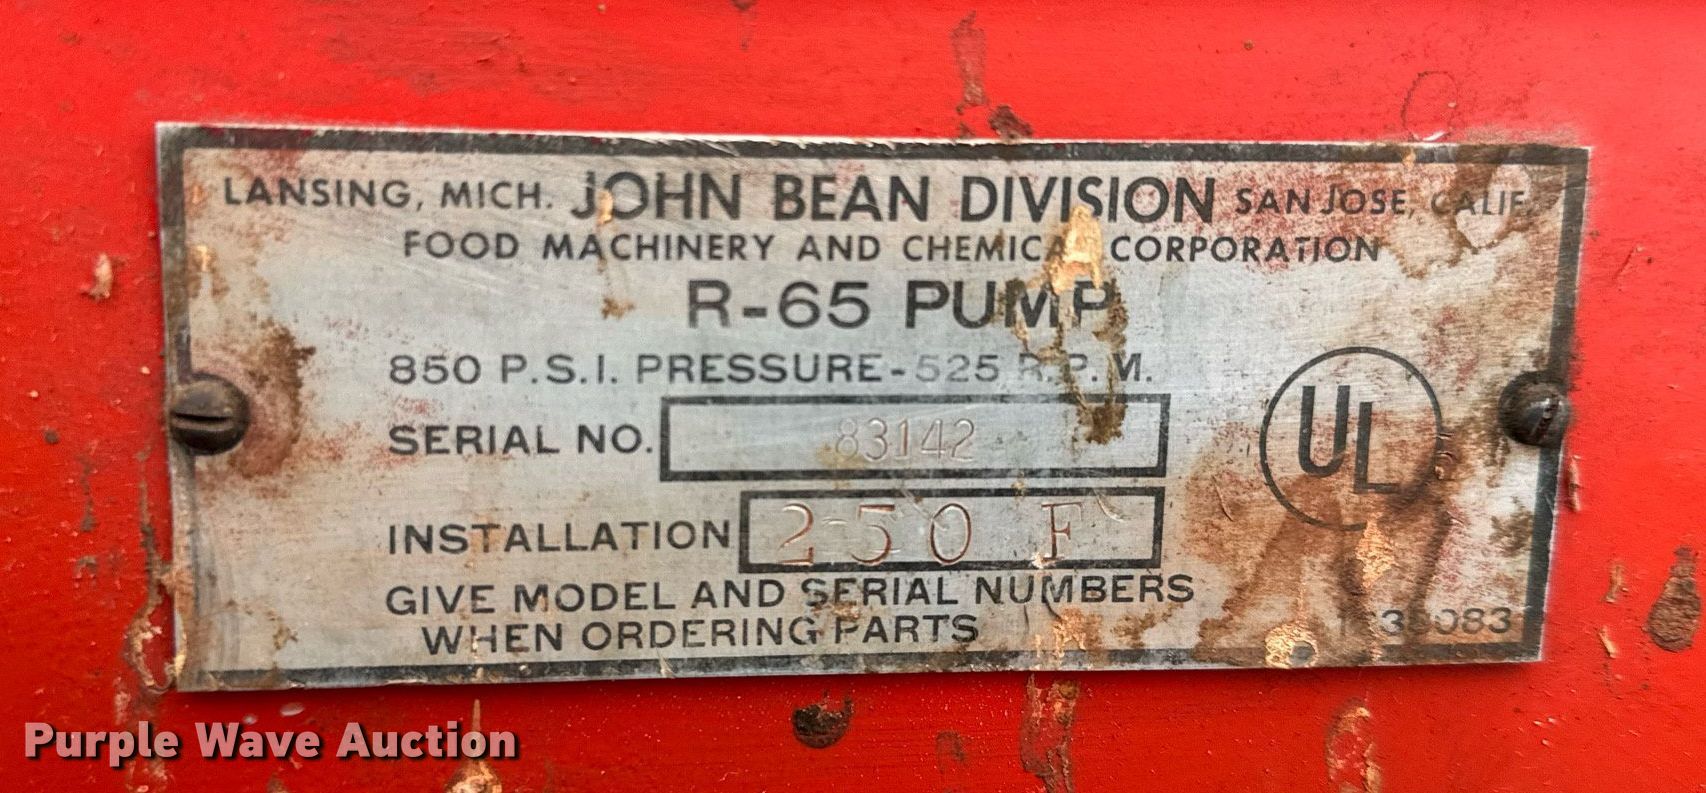 LANSING, MICH. JOHN BEAN DIVISION SAN JOSE, CALIF.
FOOD MACHINERY AND CHEMICAL CORPORATION
R-65 PUMP
850 P.S.I. PRESSURE-525 R.P.M.
SERIAL NO. 83142
INSTALLATION 250 F
UL
GIVE MODEL AND SERIAL NUMBERS
WHEN ORDERING PARTS
Purple Wave Auction